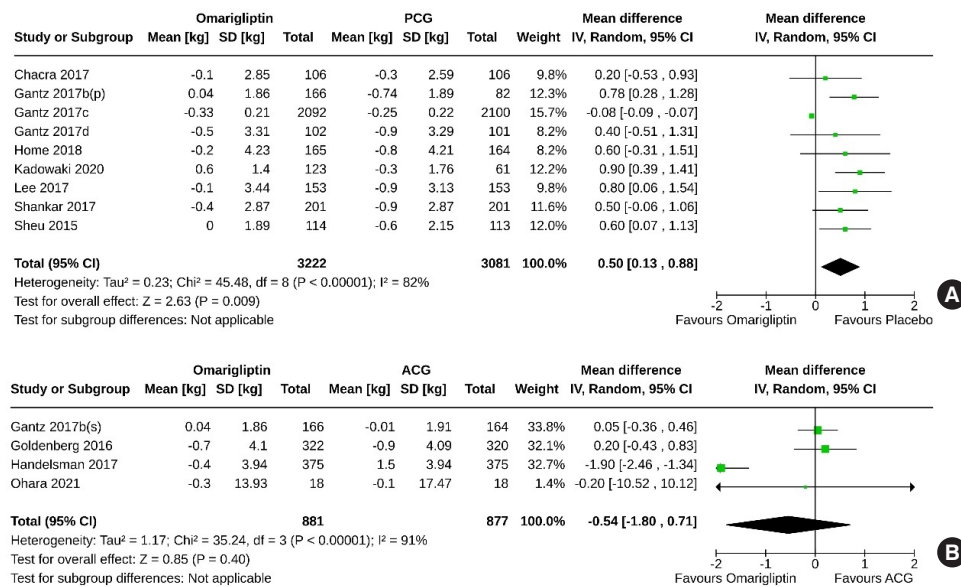 Omarigliptin PCG Mean difference Mean difference
Study or Subgroup Mean [kg] SD [kg] Total Mean [kg] SD [kg] Total Weight IV, Random, 95% CI IV, Random, 95% CI
Chacra 2017 -0.1 2.85 106 -0.3 2.59 106 9.8% 0.20 [-0.53 , 0.93]
Gantz 2017b(p) 0.04 1.86 166 -0.74 1.89 82 12.3% 0.78 [0.28 , 1.28]
Gantz 2017c -0.33 0.21 2092 -0.25 0.22 2100 15.7% -0.08 [-0.09 , -0.07]
Gantz 2017d -0.5 3.31 102 -0.9 3.29 101 8.2% 0.40 [-0.51 , 1.31]
Home 2018 -0.2 4.23 165 -0.8 4.21 164 8.2% 0.60 [-0.31 , 1.51]
Kadowaki 2020 0.6 1.4 123 -0.3 1.76 61 12.2% 0.90 [0.39 , 1.41]
Lee 2017 -0.1 3.44 153 -0.9 3.13 153 9.8% 0.80 [0.06 , 1.54]
Shankar 2017 -0.4 2.87 201 -0.9 2.87 201 11.6% 0.50 [-0.06 , 1.06]
Sheu 2015 0 1.89 114 -0.6 2.15 113 12.0% 0.60 [0.07 , 1.13]
Total (95% CI) 3222 3081 100.0% 0.50 [0.13 , 0.88]
Heterogeneity: Tau² = 0.23; Chi² = 45.48, df = 8 (P < 0.00001); I² = 82%
Test for overall effect: Z = 2.63 (P = 0.009)
Test for subgroup differences: Not applicable
-2 -1 0 1 2
Favours Omarigliptin Favours Placebo
A
Omarigliptin ACG Mean difference Mean difference
Study or Subgroup Mean [kg] SD [kg] Total Mean [kg] SD [kg] Total Weight IV, Random, 95% CI IV, Random, 95% CI
Gantz 2017b(s) 0.04 1.86 166 -0.01 1.91 164 33.8% 0.05 [-0.36 , 0.46]
Goldenberg 2016 -0.7 4.1 322 -0.9 4.09 320 32.1% 0.20 [-0.43 , 0.83]
Handelsman 2017 -0.4 3.94 375 1.5 3.94 375 32.7% -1.90 [-2.46 , -1.34]
Ohara 2021 -0.3 13.93 18 -0.1 17.47 18 1.4% -0.20 [-10.52 , 10.12]
Total (95% CI) 881 877 100.0% -0.54 [-1.80 , 0.71]
Heterogeneity: Tau² = 1.17; Chi² = 35.24, df = 3 (P < 0.00001); I² = 91%
Test for overall effect: Z = 0.85 (P = 0.40)
Test for subgroup differences: Not applicable
-2 -1 0 1 2
Favours Omarigliptin Favours ACG
B